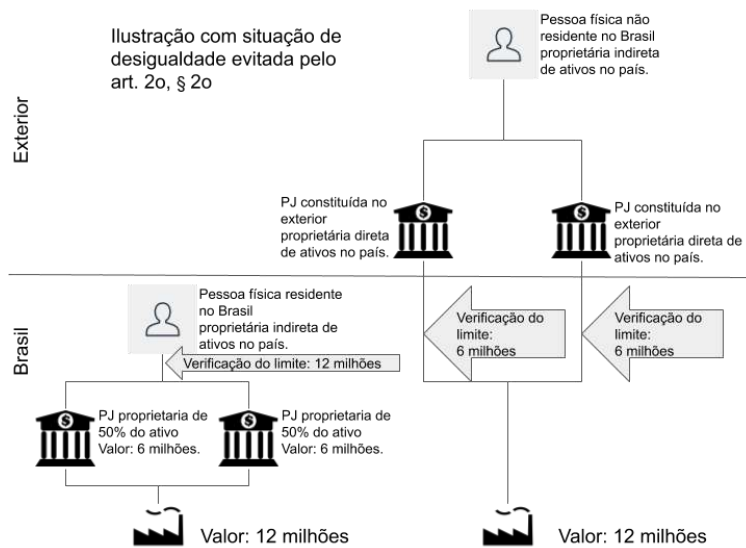 Ilustração com situação de
desigualdade evitada pelo
art. 2o, § 2o
Pessoa física não
residente no Brasil
proprietária indireta
de ativos no país.
Exterior
PJ constituída no
exterior
proprietária direta
de ativos no país.
PJ constituída no
exterior
proprietária direta de
ativos no país.
Brasil
Pessoa física residente
no Brasil
proprietária indireta de
ativos no país.
Verificação do limite: 12 milhões
Verificação do
limite:
6 milhões
Verificação do
limite:
6 milhões
PJ proprietaria de
50% do ativo
Valor: 6 milhões.
PJ proprietaria de
50% do ativo
Valor: 6 milhões.
Valor: 12 milhões
Valor: 12 milhões